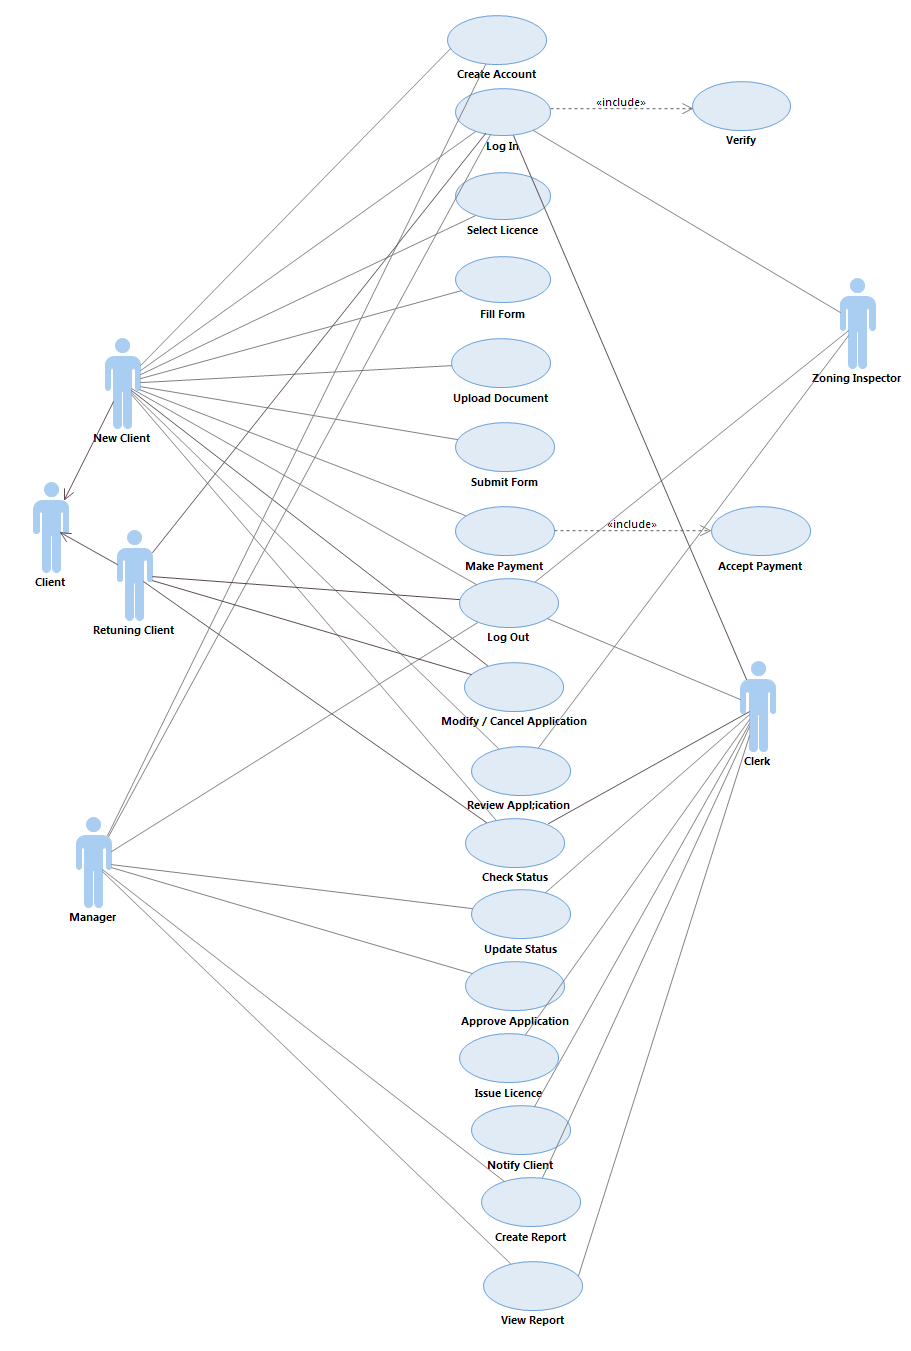 Create Account
«include»
Log In
Verify
Select Licence
Fill Form
Zoning Inspector
Upload Document
New Client
Submit Form
«include»
Make Payment
Accept Payment
Client
Retuning Client
Log Out
Modify / Cancel Application
Clerk
Review Appl;ication
Check Status
Manager
Update Status
Approve Application
Issue Licence
Notify Client
Create Report
View Report